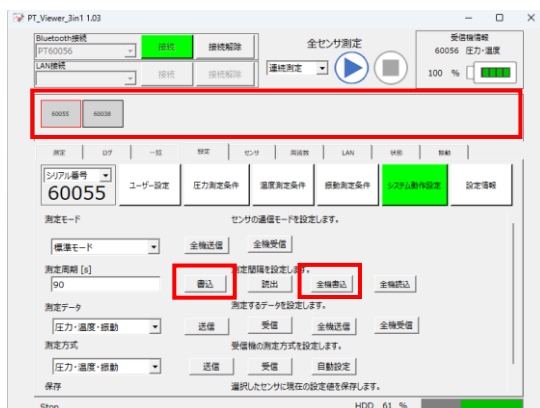 PT_Viewer_3in1 1.03
Bluetooth接続
PT60056 接続 接続解除
LAN接続
接続 接続解除
全センサ測定
連続測定
受信機情報
60056 圧力・温度
100 %
60055 60038
測定 ログ 一括 設定 センサ 周波数 LAN 状態 無線
シリアル番号
60055
ユーザー設定 圧力測定条件 温度測定条件 振動測定条件 システム動作設定 設定情報
測定モード センサの通信モードを設定します。
標準モード 全機送信 全機受信
測定周期 [s] 測定間隔を設定します。
90 書込 読出 全機書込 全機読込
測定データ 測定するデータを設定します。
圧力・温度・振動 送信 受信 全機送信 全機受信
測定方式 受信機の測定方式を設定します。
圧力・温度・振動 送信 受信 自動設定
保存 選択したセンサに現在の設定値を保存します。
Stop HDD 61 %